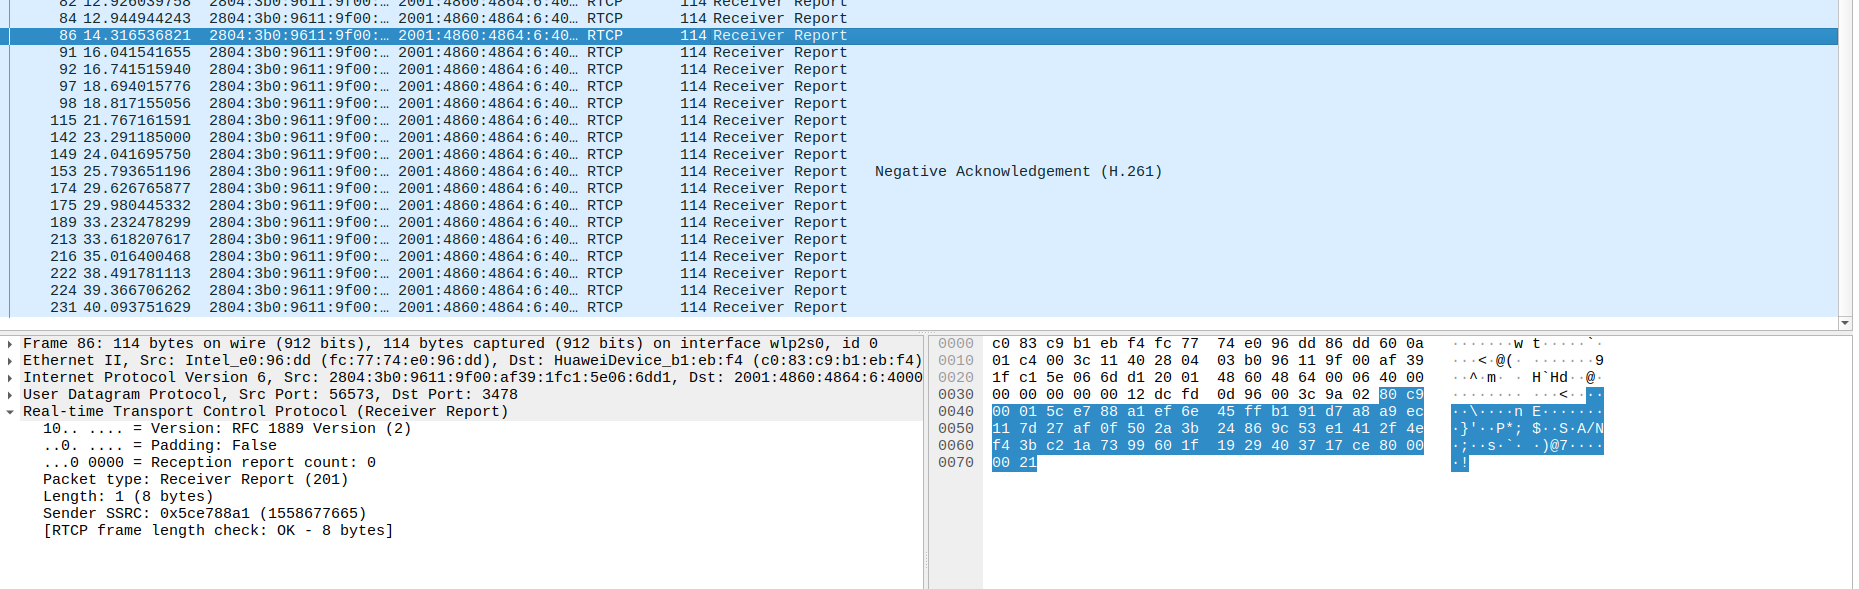 82 12.926039758 2804:3b0:9611:9f00:… 2001:4860:4864:6:40… RTCP 114 Receiver Report
84 12.944944243 2804:3b0:9611:9f00:… 2001:4860:4864:6:40… RTCP 114 Receiver Report
86 14.316536821 2804:3b0:9611:9f00:… 2001:4860:4864:6:40… RTCP 114 Receiver Report
91 16.041541655 2804:3b0:9611:9f00:… 2001:4860:4864:6:40… RTCP 114 Receiver Report
92 16.741515940 2804:3b0:9611:9f00:… 2001:4860:4864:6:40… RTCP 114 Receiver Report
97 18.694015776 2804:3b0:9611:9f00:… 2001:4860:4864:6:40… RTCP 114 Receiver Report
98 18.817155056 2804:3b0:9611:9f00:… 2001:4860:4864:6:40… RTCP 114 Receiver Report
115 21.767161591 2804:3b0:9611:9f00:… 2001:4860:4864:6:40… RTCP 114 Receiver Report
142 23.291185000 2804:3b0:9611:9f00:… 2001:4860:4864:6:40… RTCP 114 Receiver Report
149 24.041695750 2804:3b0:9611:9f00:… 2001:4860:4864:6:40… RTCP 114 Receiver Report
153 25.793651196 2804:3b0:9611:9f00:… 2001:4860:4864:6:40… RTCP 114 Receiver Report Negative Acknowledgement (H.261)
174 29.626765877 2804:3b0:9611:9f00:… 2001:4860:4864:6:40… RTCP 114 Receiver Report
175 29.980445332 2804:3b0:9611:9f00:… 2001:4860:4864:6:40… RTCP 114 Receiver Report
189 33.232478299 2804:3b0:9611:9f00:… 2001:4860:4864:6:40… RTCP 114 Receiver Report
213 33.618207617 2804:3b0:9611:9f00:… 2001:4860:4864:6:40… RTCP 114 Receiver Report
216 35.016400468 2804:3b0:9611:9f00:… 2001:4860:4864:6:40… RTCP 114 Receiver Report
222 38.491781113 2804:3b0:9611:9f00:… 2001:4860:4864:6:40… RTCP 114 Receiver Report
224 39.366706262 2804:3b0:9611:9f00:… 2001:4860:4864:6:40… RTCP 114 Receiver Report
231 40.093751629 2804:3b0:9611:9f00:… 2001:4860:4864:6:40… RTCP 114 Receiver Report
Frame 86: 114 bytes on wire (912 bits), 114 bytes captured (912 bits) on interface wlp2s0, id 0
Ethernet II, Src: Intel_e0:96:dd (fc:77:74:e0:96:dd), Dst: HuaweiDevice_b1:eb:f4 (c0:83:c9:b1:eb:f4)
Internet Protocol Version 6, Src: 2804:3b0:9611:9f00:af39:1fc1:5e06:6dd1, Dst: 2001:4860:4864:6:4000
User Datagram Protocol, Src Port: 56573, Dst Port: 3478
Real-time Transport Control Protocol (Receiver Report)
10.. .... = Version: RFC 1889 Version (2)
..0. .... = Padding: False
...0 0000 = Reception report count: 0
Packet type: Receiver Report (201)
Length: 1 (8 bytes)
Sender SSRC: 0x5ce788a1 (1558677665)
[RTCP frame length check: OK - 8 bytes]
0000 c0 83 c9 b1 eb f4 fc 77 74 e0 96 dd 86 dd 60 0a ·······w t·····`·
0010 01 c4 00 3c 11 40 28 04 03 b0 96 11 9f 00 af 39 ···<·@(· ·······9
0020 1f c1 5e 06 6d d1 20 01 48 60 48 64 00 06 40 00 ··^·m· · H`Hd··@·
0030 00 00 00 00 00 12 dc fd 0d 96 00 3c 9a 02 80 c9 ········ ···<····
0040 00 01 5c e7 88 a1 ef 6e 45 ff b1 91 d7 a8 a9 ec ··\····n E·······
0050 11 7d 27 af 0f 50 2a 3b 24 86 9c 53 e1 41 2f 4e ·}'··P*; $··S·A/N
0060 f4 3b c2 1a 73 99 60 1f 19 29 40 37 17 ce 80 00 ·;··s·`· ·)@7····
0070 00 21 ·!